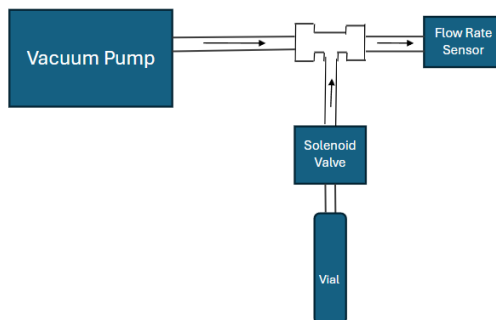 Vacuum Pump
Flow Rate
Sensor
Solenoid
Valve
Vial